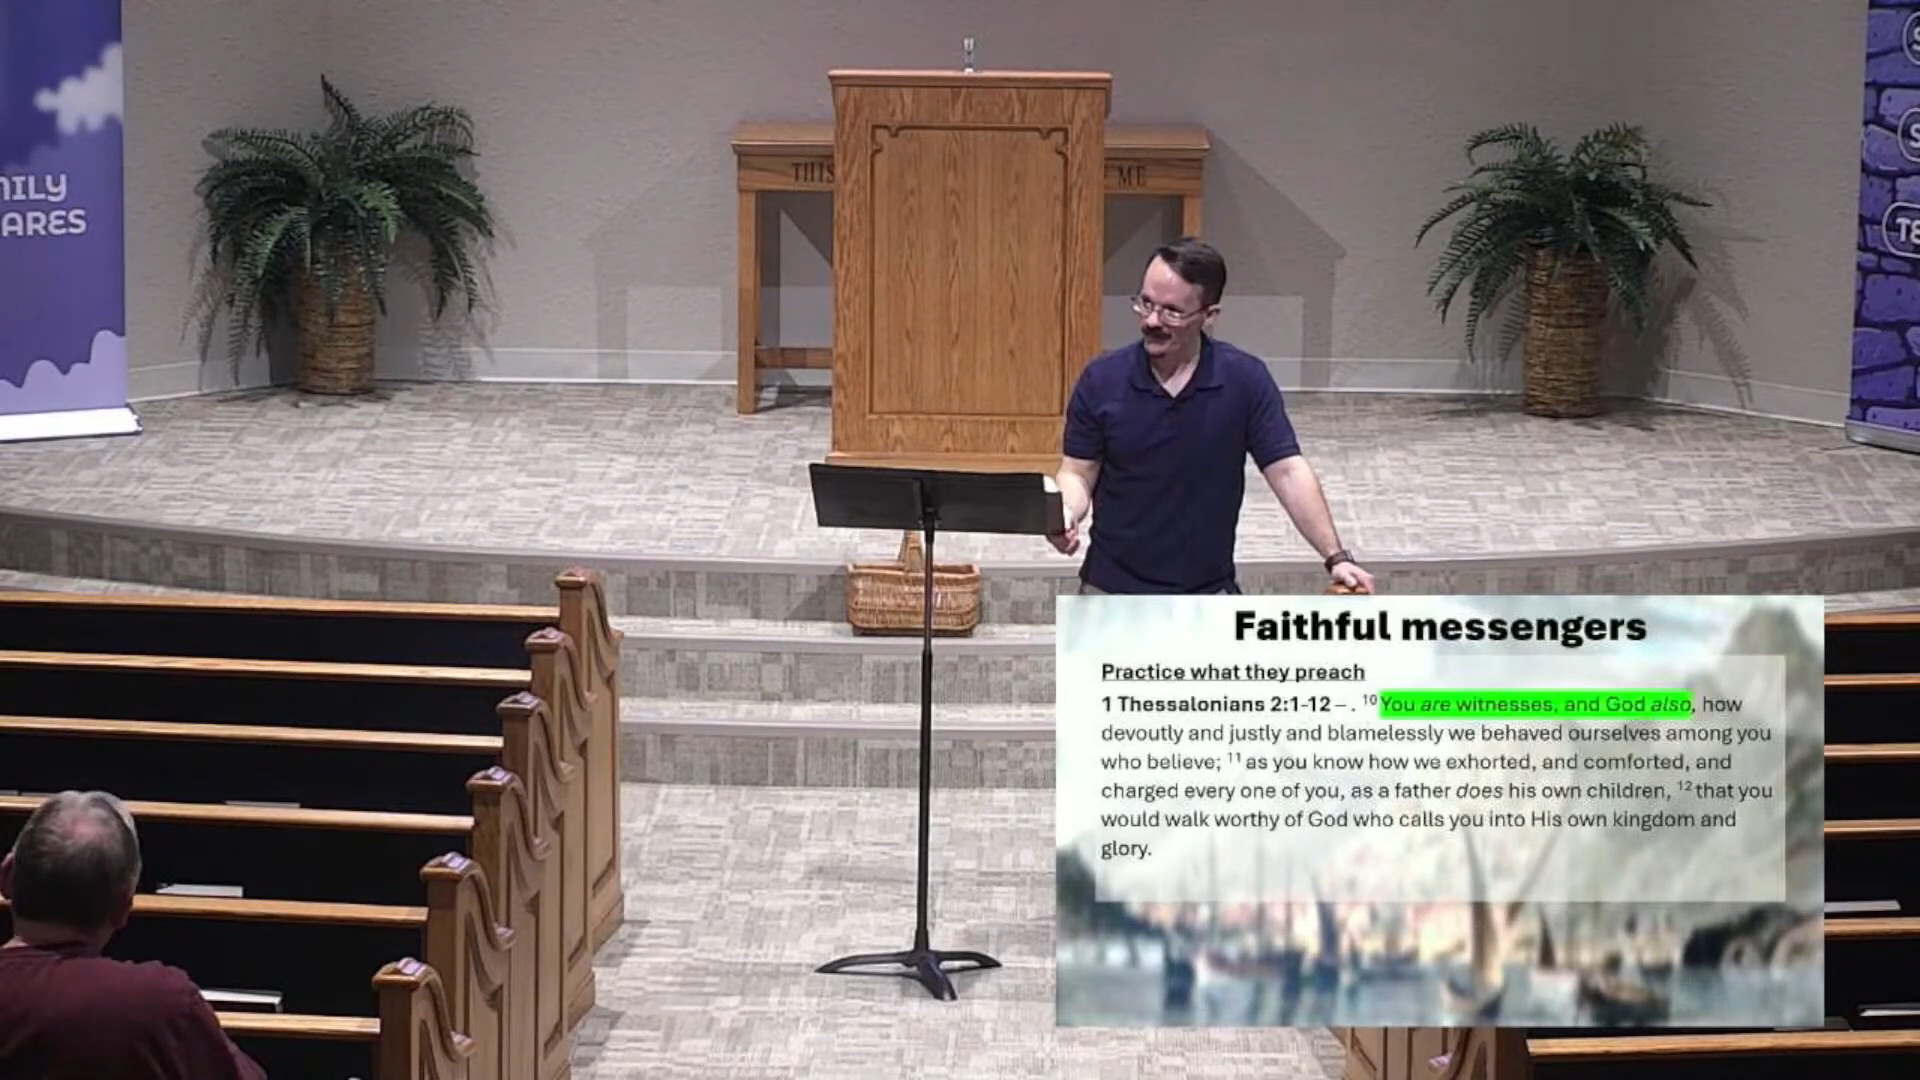 NILY
ARES
THIS
ME
Faithful messengers
Practice what they preach
1 Thessalonians 2:1-12 – . 10 You are witnesses, and God also, how
devoutly and justly and blamelessly we behaved ourselves among you
who believe; 11 as you know how we exhorted, and comforted, and
charged every one of you, as a father does his own children, 12 that you
would walk worthy of God who calls you into His own kingdom and
glory.